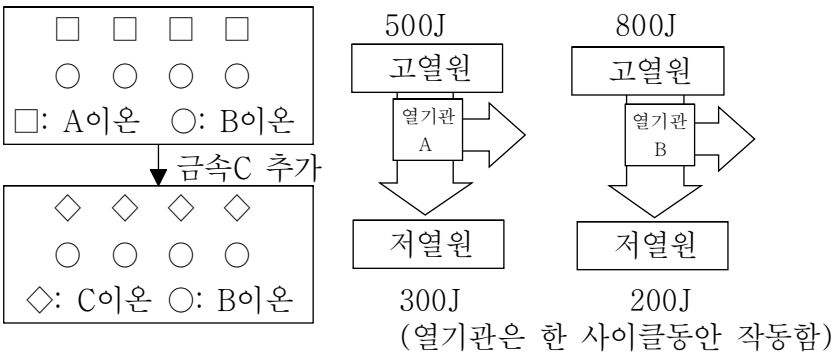 □: A이온 ○: B이온
금속C 추가
◇: C이온 ○: B이온
500J
고열원
열기관
A
저열원
300J
800J
고열원
열기관
B
저열원
200J
(열기관은 한 사이클동안 작동함)